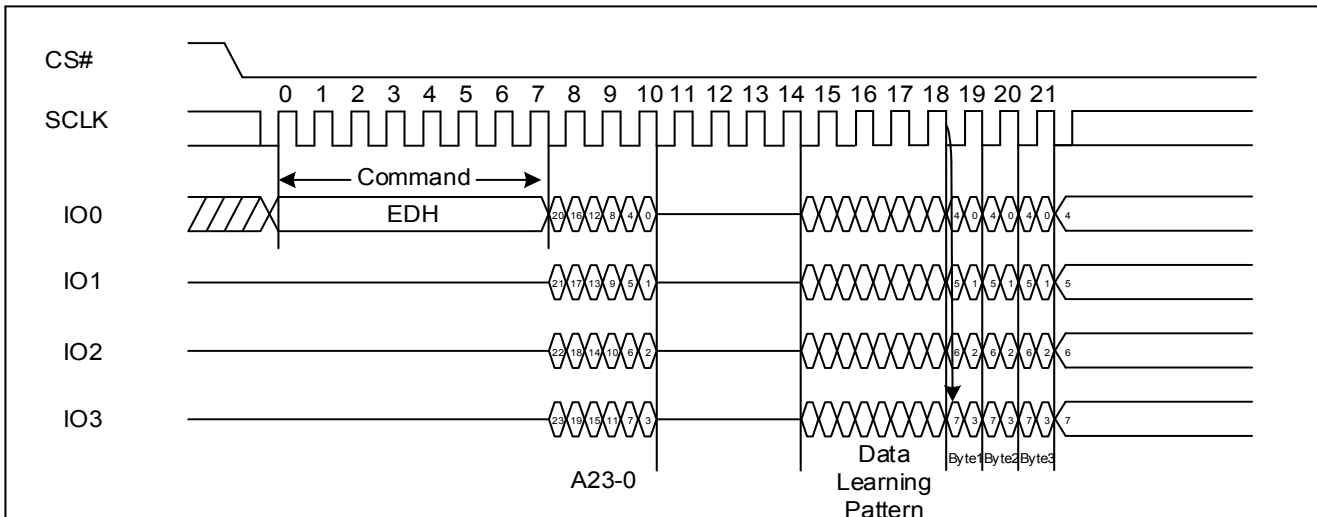 CS#
0 1 2 3 4 5 6 7 8 9 10 11 12 13 14 15 16 17 18 19 20 21
SCLK
Command
IO0 EDH 20 16 12 8 4 0 4 0 4 0 4 0 4
IO1 21 17 13 9 5 1 5 1 5 1 5 1 5
IO2 22 18 14 10 6 2 6 2 6 2 6 2 6
IO3 23 19 15 11 7 3 7 3 7 3 7 3 7
A23-0
Data
Learning
Pattern
Byte1 Byte2 Byte3